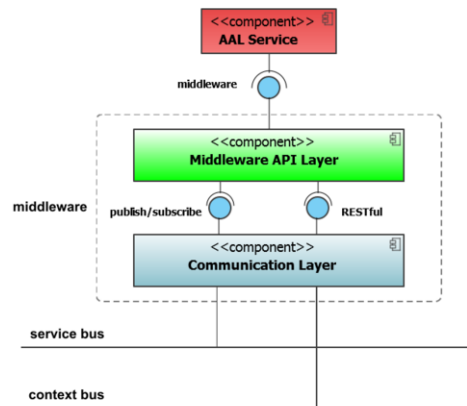 <<component>>
AAL Service
middleware
<<component>>
Middleware API Layer
middleware
publish/subscribe
RESTful
<<component>>
Communication Layer
service bus
context bus